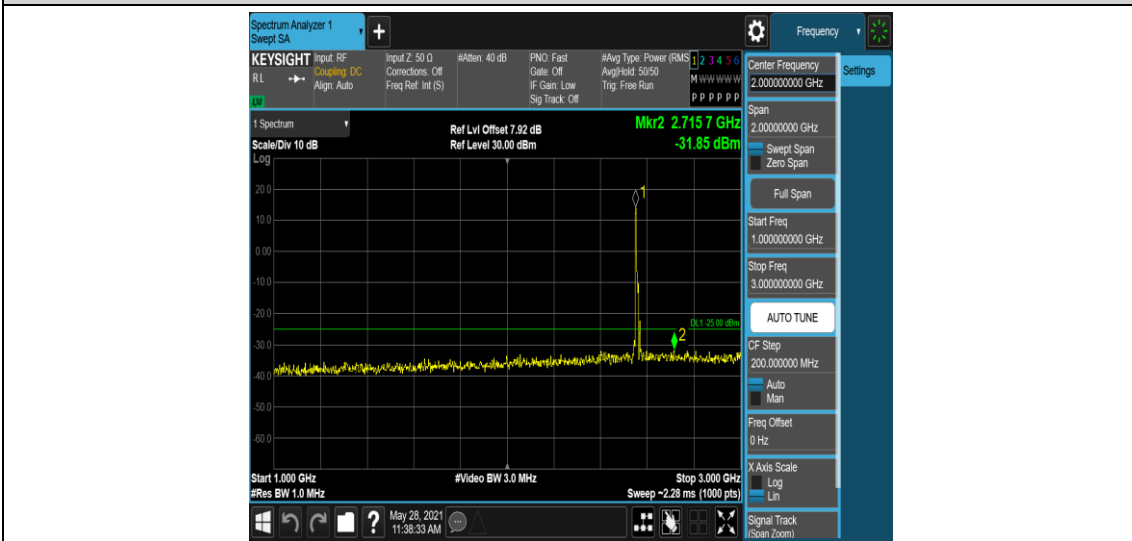 Spectrum Analyzer 1
Swept SA
+
Frequency
KEYSIGHT
RL
LXI
Input: RF
Coupling: DC
Align: Auto
Input Z: 50 Ω
Corrections: Off
Freq Ref: Int (S)
#Atten: 40 dB
PNO: Fast
Gate: Off
IF Gain: Low
Sig Track: Off
#Avg Type: Power (RMS
Avg|Hold: 50/50
Trig: Free Run
1 2 3 4 5 6
M W W W W W
P P P P P P
Center Frequency
2.000000000 GHz
Settings
Span
2.00000000 GHz
Swept Span
Zero Span
Full Span
Start Freq
1.000000000 GHz
Stop Freq
3.000000000 GHz
AUTO TUNE
CF Step
200.000000 MHz
Auto
Man
Freq Offset
0 Hz
X Axis Scale
Log
Lin
Signal Track
(Span Zoom)
1 Spectrum
Scale/Div 10 dB
Log
Ref Lvl Offset 7.92 dB
Ref Level 30.00 dBm
Mkr2 2.715 7 GHz
-31.85 dBm
20.0
10.0
0.00
-10.0
-20.0
-30.0
-40.0
-50.0
-60.0
1
DL1 -25.00 dBm
2
Start 1.000 GHz
#Res BW 1.0 MHz
#Video BW 3.0 MHz
Stop 3.000 GHz
Sweep ~2.28 ms (1000 pts)
?
May 28, 2021
11:38:33 AM